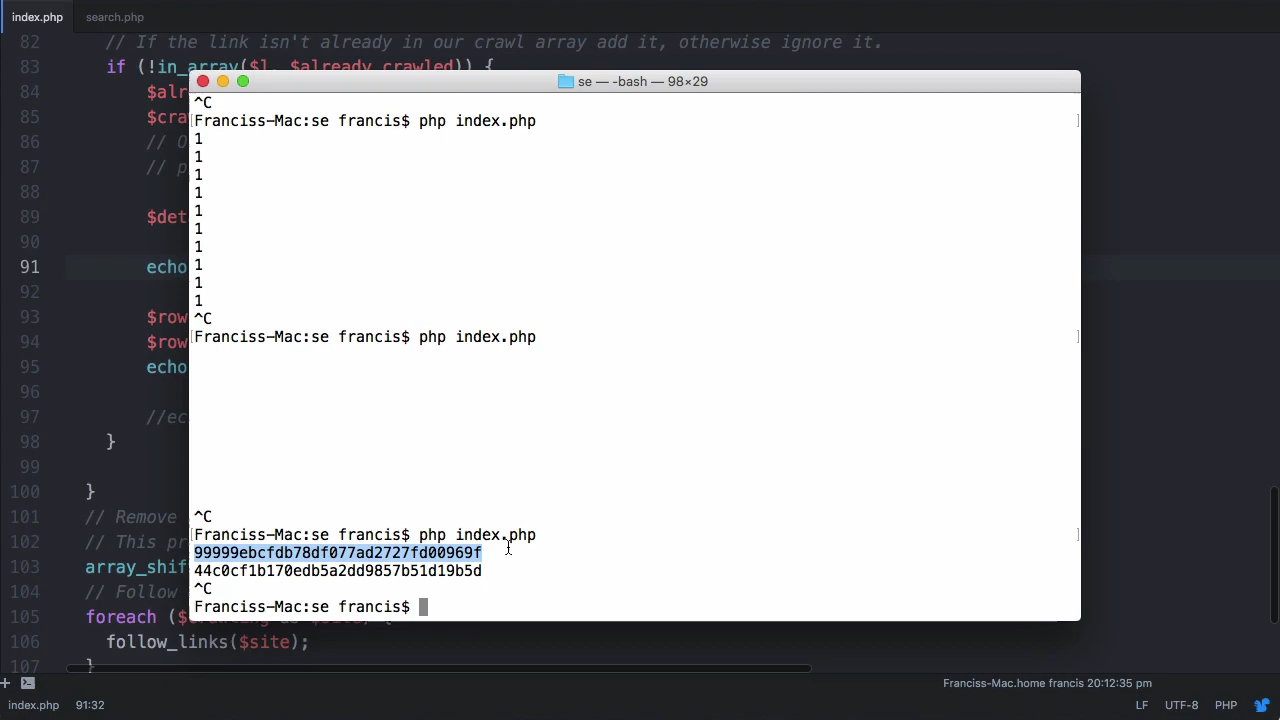 index.php
search.php
82 // If the link isn't already in our crawl array add it, otherwise ignore it.
83 if (!in_array($l, $already_crawled)) {
84 $alr
85 $cra
86 // O
87 // p
88
89 $det
90
91 echo
92
93 $row
94 $row
95 echo
96
97 //ec
98 }
99
100 }
101 // Remove
102 // This pr
103 array_shif
104 // Follow
105 foreach ($
106 follow_links($site);
107 }
se — -bash — 98×29
^C
Franciss-Mac:se francis$ php index.php
1
1
1
1
1
1
1
1
1
1
^C
Franciss-Mac:se francis$ php index.php
^C
Franciss-Mac:se francis$ php index.php
99999ebcfdb78df077ad2727fd00969f
44c0cf1b170edb5a2dd9857b51d19b5d
^C
Franciss-Mac:se francis$
Franciss-Mac.home francis 20:12:35 pm
index.php 91:32 LF UTF-8 PHP